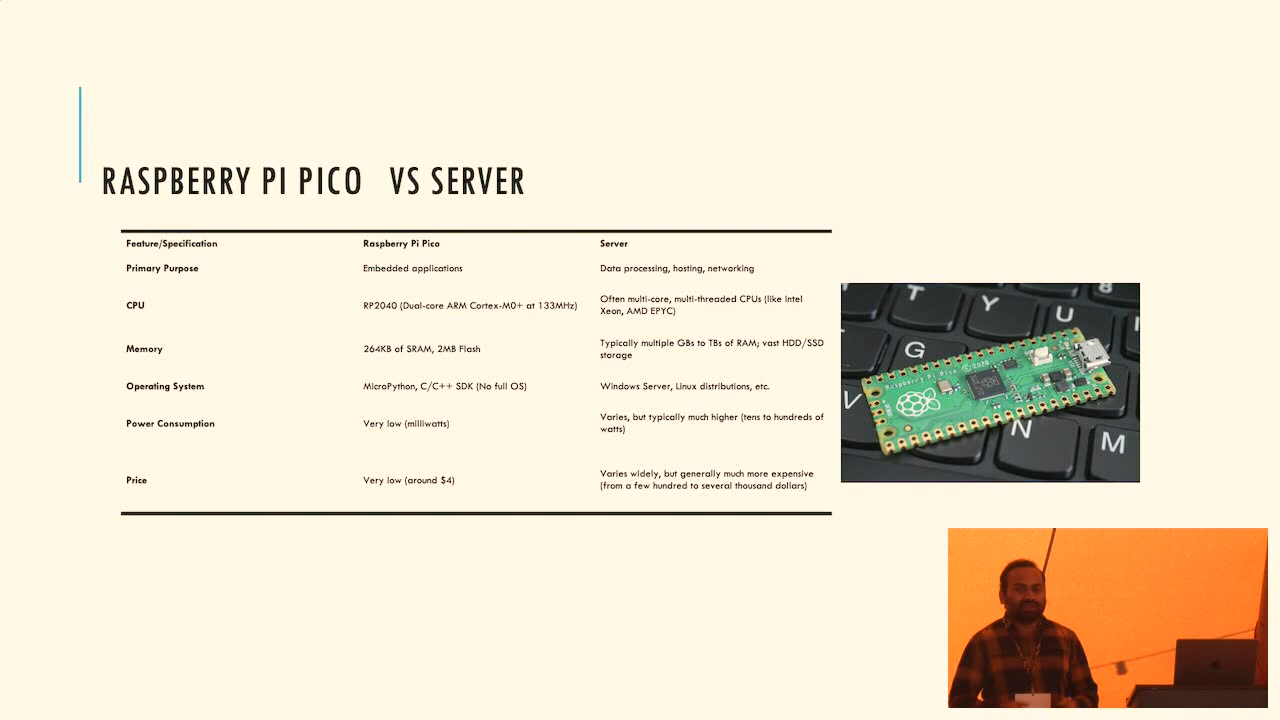 RASPBERRY PI PICO VS SERVER
Feature/Specification Raspberry Pi Pico Server
Primary Purpose Embedded applications Data processing, hosting, networking
CPU RP2040 (Dual-core ARM Cortex-M0+ at 133MHz) Often multi-core, multi-threaded CPUs (like Intel
Xeon, AMD EPYC)
Memory 264KB of SRAM, 2MB Flash Typically multiple GBs to TBs of RAM; vast HDD/SSD
storage
Operating System MicroPython, C/C++ SDK (No full OS) Windows Server, Linux distributions, etc.
Power Consumption Very low (milliwatts) Varies, but typically much higher (tens to hundreds of
watts)
Price Very low (around $4) Varies widely, but generally much more expensive
(from a few hundred to several thousand dollars)
T Y U
G
Raspberry Pi Pico © 2020
V N M